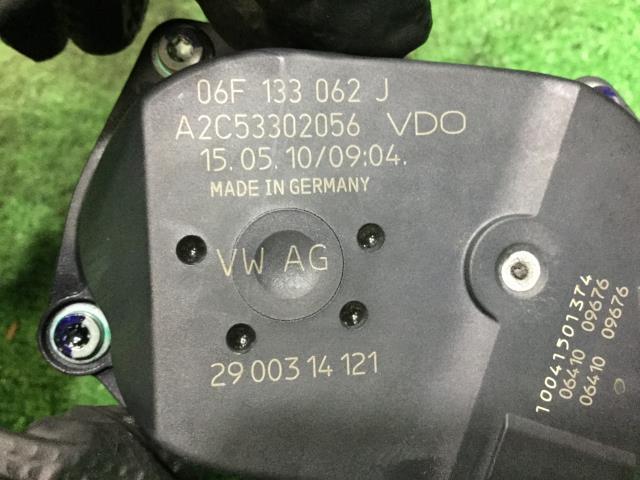 06F 133 062 J
A2C53302056 VDO
15.05.10/09:04.
MADE IN GERMANY
VW AG
29 003 14 121
10041501374
06410 09676
06410 09676